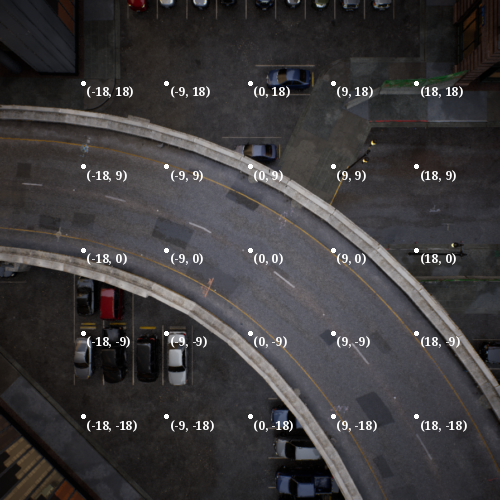 (-18, 18) (-9, 18) (0, 18) (9, 18) (18, 18)
(-18, 9) (-9, 9) (0, 9) (9, 9) (18, 9)
(-18, 0) (-9, 0) (0, 0) (9, 0) (18, 0)
(-18, -9) (-9, -9) (0, -9) (9, -9) (18, -9)
(-18, -18) (-9, -18) (0, -18) (9, -18) (18, -18)